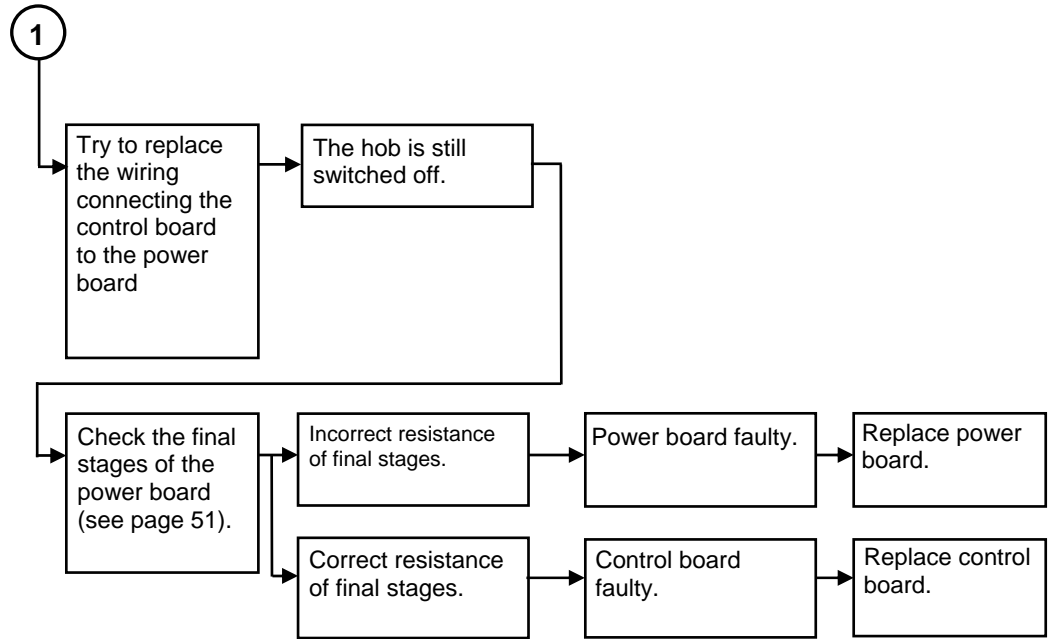 1
Try to replace
the wiring
connecting the
control board
to the power
board
The hob is still
switched off.
Check the final
stages of the
power board
(see page 51).
Incorrect resistance
of final stages.
Power board faulty.
Replace power
board.
Correct resistance
of final stages.
Control board
faulty.
Replace control
board.